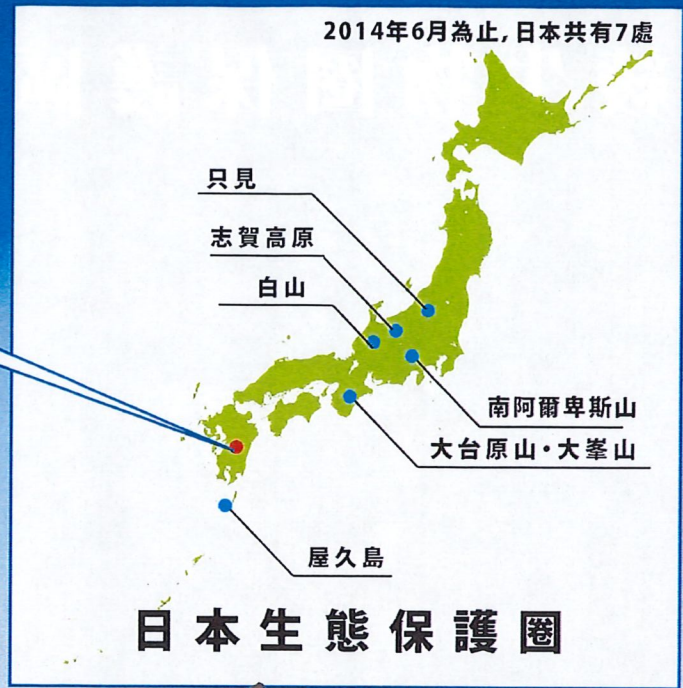 2014年6月為止,日本共有7處
只見
志賀高原
白山
南阿爾卑斯山
大台原山・大峯山
屋久島
日本生態保護圈